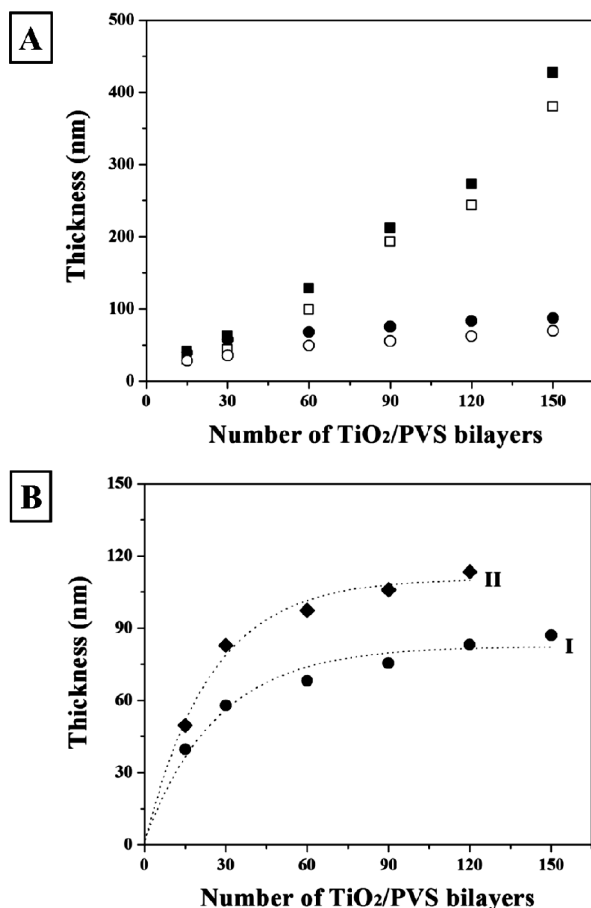 A
500
400
300
200
100
0
Thickness (nm)
0 30 60 90 120 150
Number of TiO₂/PVS bilayers
B
150
120
90
60
30
0
Thickness (nm)
II
I
0 30 60 90 120 150
Number of TiO₂/PVS bilayers